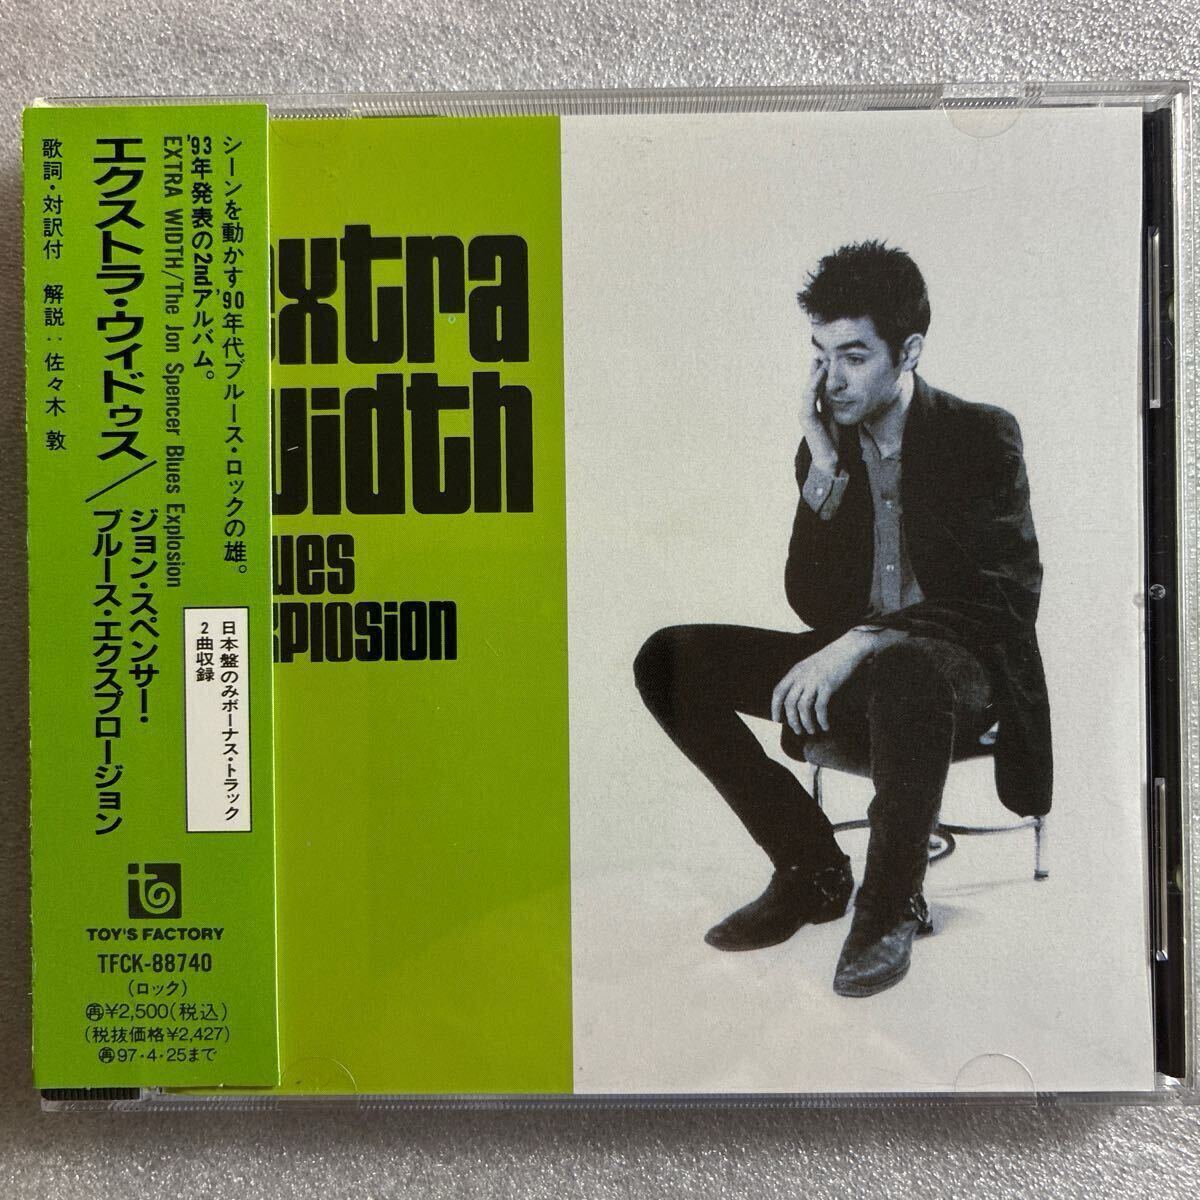 シーンを動かす'90年代ブルース・ロックの雄。
'93年発表の2ndアルバム。
EXTRA WIDTH/The Jon Spencer Blues Explosion
エクストラ・ウィドゥス/ジョン・スペンサー・
ブルース・エクスプロージョン
歌詞・対訳付 解説:佐々木 敦
日本盤のみボーナス・トラック
2曲収録
TOY'S FACTORY
TFCK-88740
(ロック)
㊢¥2,500(税込)
(税抜価格¥2,427)
㊢97・4・25まで
extra
width
ues
xplosion